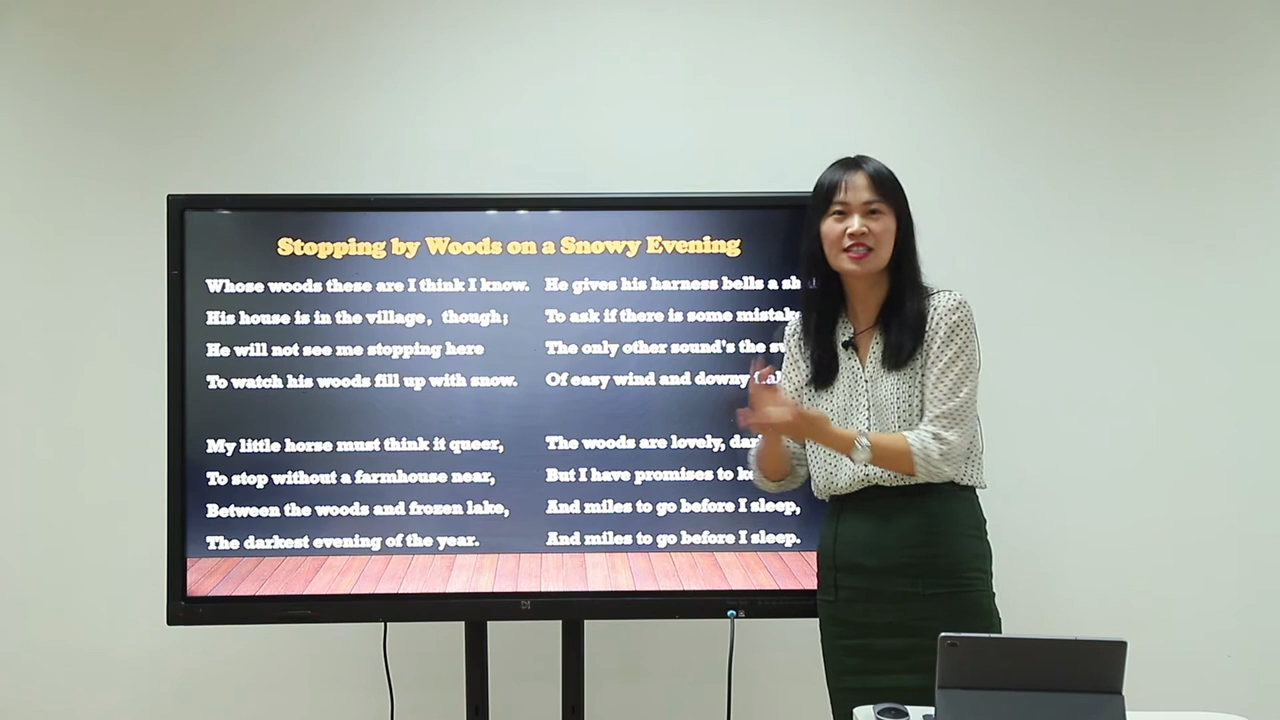 Stopping by Woods on a Snowy Evening
Whose woods these are I think I know.
His house is in the village, though;
He will not see me stopping here
To watch his woods fill up with snow.
My little horse must think it queer,
To stop without a farmhouse near,
Between the woods and frozen lake,
The darkest evening of the year.
He gives his harness bells a
To ask if there is some
The only other sound's the
Of easy wind and downy
The woods are lovely,
But I have promises to
And miles to go before I sleep,
And miles to go before I sleep.